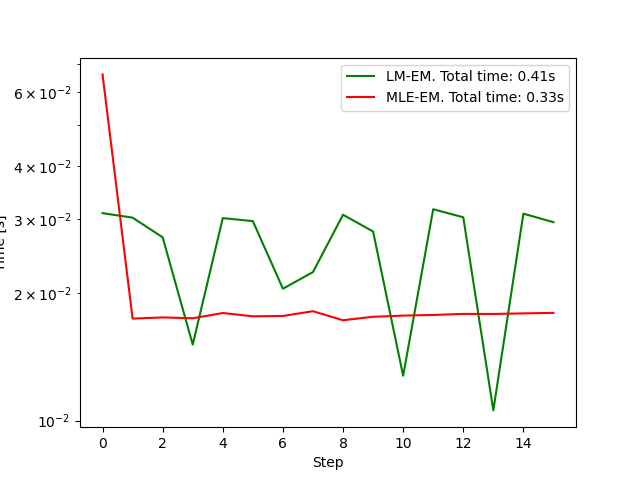 LM-EM. Total time: 0.41s
MLE-EM. Total time: 0.33s
6 × 10⁻²
4 × 10⁻²
3 × 10⁻²
2 × 10⁻²
10⁻²
Time [s]
0 2 4 6 8 10 12 14
Step